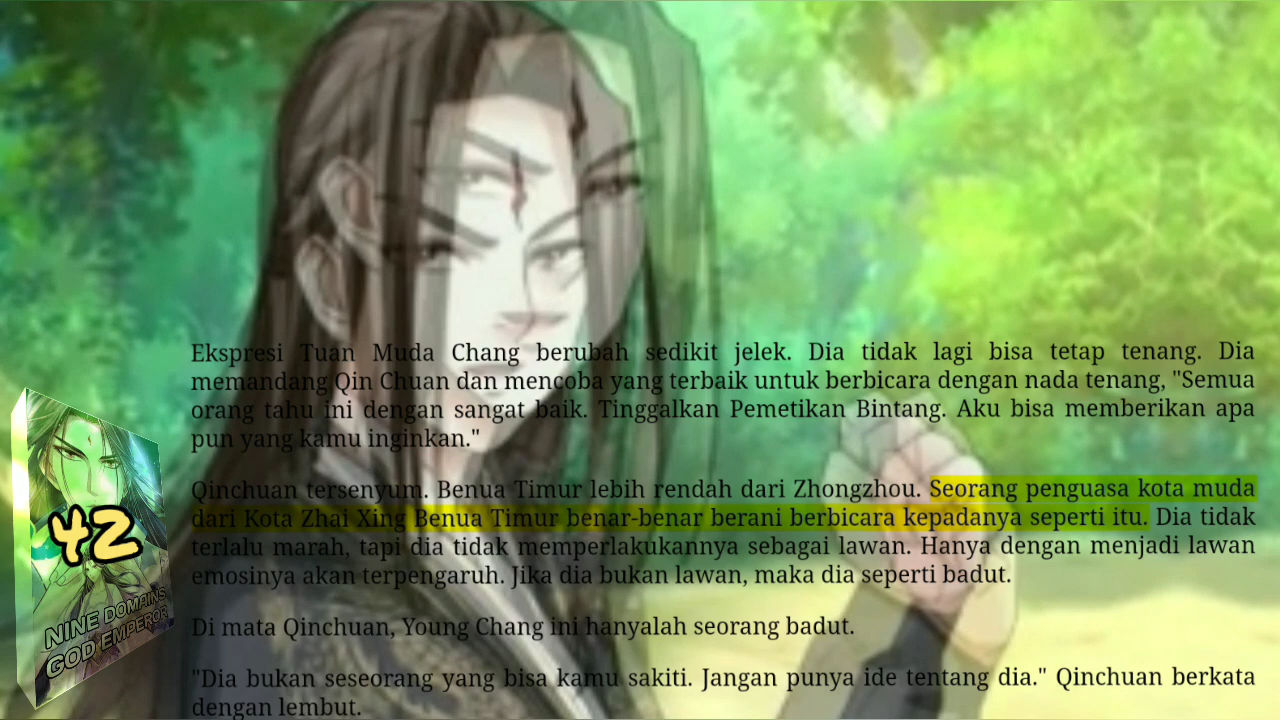 Ekspresi Tuan Muda Chang berubah sedikit jelek. Dia tidak lagi bisa tetap tenang. Dia
memandang Qin Chuan dan mencoba yang terbaik untuk berbicara dengan nada tenang, "Semua
orang tahu ini dengan sangat baik. Tinggalkan Pemetikan Bintang. Aku bisa memberikan apa
pun yang kamu inginkan."
Qinchuan tersenyum. Benua Timur lebih rendah dari Zhongzhou. Seorang penguasa kota muda
dari Kota Zhai Xing Benua Timur benar-benar berani berbicara kepadanya seperti itu. Dia tidak
terlalu marah, tapi dia tidak memperlakukannya sebagai lawan. Hanya dengan menjadi lawan
emosinya akan terpengaruh. Jika dia bukan lawan, maka dia seperti badut.
Di mata Qinchuan, Young Chang ini hanyalah seorang badut.
"Dia bukan seseorang yang bisa kamu sakiti. Jangan punya ide tentang dia." Qinchuan berkata
dengan lembut.
42
NINE DOMAINS
GOD EMPEROR